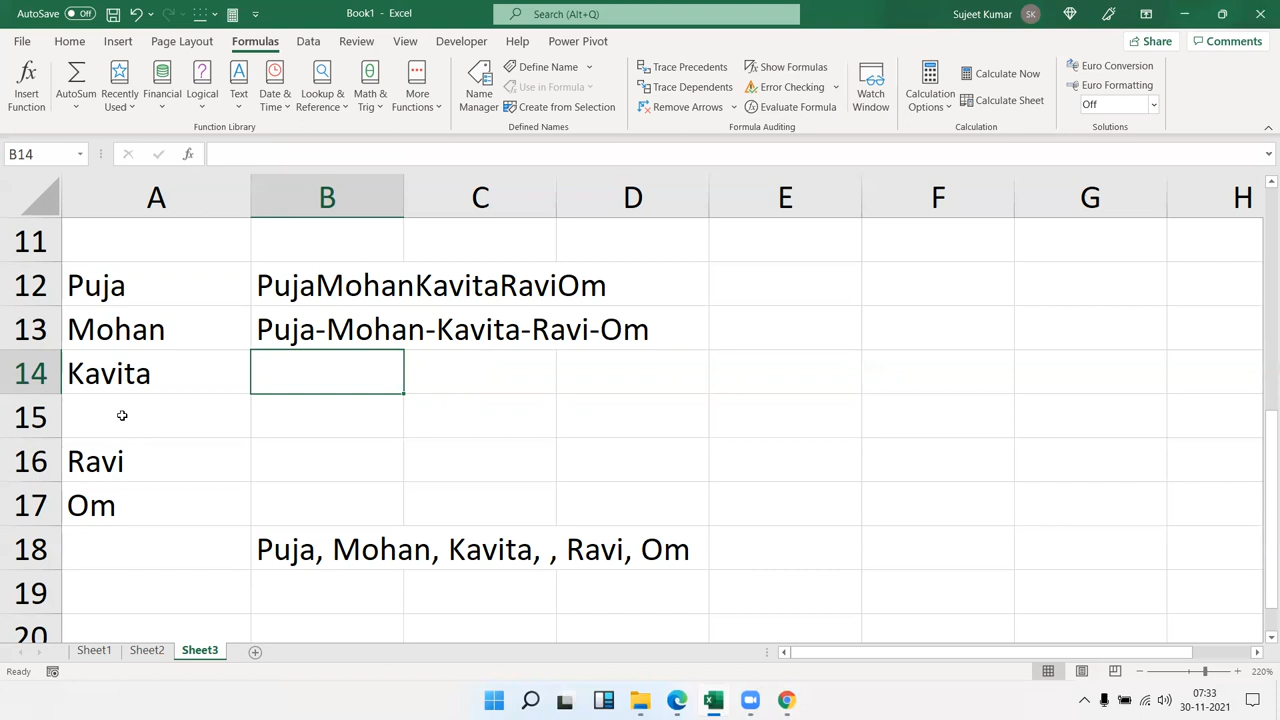 AutoSave Off Book1 - Excel Search (Alt+Q) Sujeet Kumar SK
File Home Insert Page Layout Formulas Data Review View Developer Help Power Pivot Share Comments
Insert Function
AutoSum
Recently Used
Financial
Logical
Text
Date & Time
Lookup & Reference
Math & Trig
More Functions
Function Library
Name Manager
Define Name
Use in Formula
Create from Selection
Defined Names
Trace Precedents
Trace Dependents
Remove Arrows
Show Formulas
Error Checking
Evaluate Formula
Formula Auditing
Watch Window
Calculation Options
Calculate Now
Calculate Sheet
Calculation
Euro Conversion
Euro Formatting
Off
Solutions
B14 fx
A B C D E F G H
11
12 Puja PujaMohanKavitaRaviOm
13 Mohan Puja-Mohan-Kavita-Ravi-Om
14 Kavita
15
16 Ravi
17 Om
18 Puja, Mohan, Kavita, , Ravi, Om
19
20
Sheet1 Sheet2 Sheet3
Ready 220%
07:33
30-11-2021